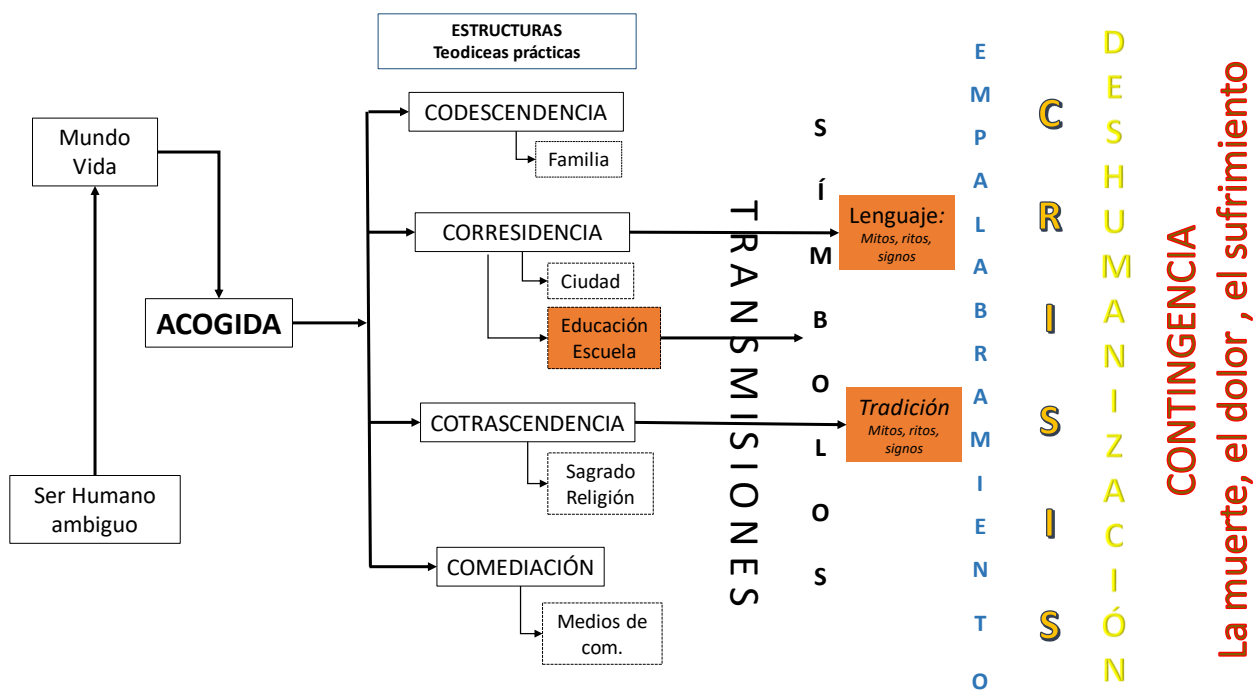 ESTRUCTURAS
Teodiceas prácticas
Mundo
Vida
Ser Humano
ambiguo
ACOGIDA
CODESCENDENCIA
Familia
CORRESIDENCIA
Ciudad
Educación
Escuela
COTRASCENDENCIA
Sagrado
Religión
COMEDIACIÓN
Medios de
com.
TRANSMISIONES
SÍMBOLOS
Lenguaje:
Mitos, ritos,
signos
Tradición
Mitos, ritos,
signos
EMPALABRAMIENTO
CRISIS
DESHUMANIZACIÓN
CONTINGENCIA
La muerte, el dolor , el sufrimiento